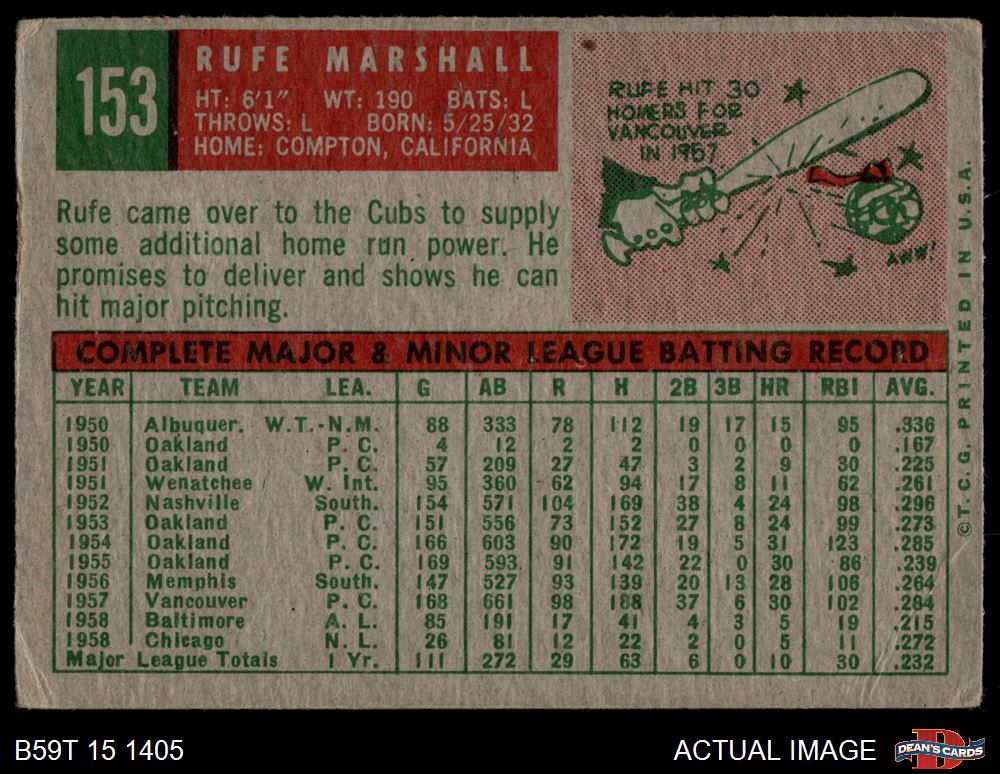 153
RUFE MARSHALL
HT: 6'1" WT: 190 BATS: L
THROWS: L BORN: 5/25/32
HOME: COMPTON, CALIFORNIA
RUFE HIT 30
HOMERS FOR
VANCOUVER
IN 1957
AWW!
Rufe came over to the Cubs to supply
some additional home run power. He
promises to deliver and shows he can
hit major pitching.
COMPLETE MAJOR & MINOR LEAGUE BATTING RECORD
YEAR TEAM LEA. G AB R H 2B 3B HR RBI AVG.
1950 Albuquer. W.T.-N.M. 88 333 78 112 19 17 15 95 .336
1950 Oakland P. C. 4 12 2 2 0 0 0 0 .167
1951 Oakland P. C. 57 209 27 47 3 2 9 30 .225
1951 Wenatchee W. Int. 95 360 62 94 17 8 11 62 .261
1952 Nashville South. 154 571 104 169 38 4 24 98 .296
1953 Oakland P. C. 151 556 73 152 27 8 24 99 .273
1954 Oakland P. C. 166 603 90 172 19 5 31 123 .285
1955 Oakland P. C. 169 593 91 142 22 0 30 86 .239
1956 Memphis South. 147 527 93 139 20 13 28 106 .264
1957 Vancouver P. C. 168 661 98 188 37 6 30 102 .284
1958 Baltimore A. L. 85 191 17 41 4 3 5 19 .215
1958 Chicago N. L. 26 81 12 22 2 0 5 11 .272
Major League Totals 1 Yr. 111 272 29 63 6 0 10 30 .232
©T.C.G. PRINTED IN U.S.A.
B59T 15 1405
ACTUAL IMAGE
D
DEAN'S CARDS